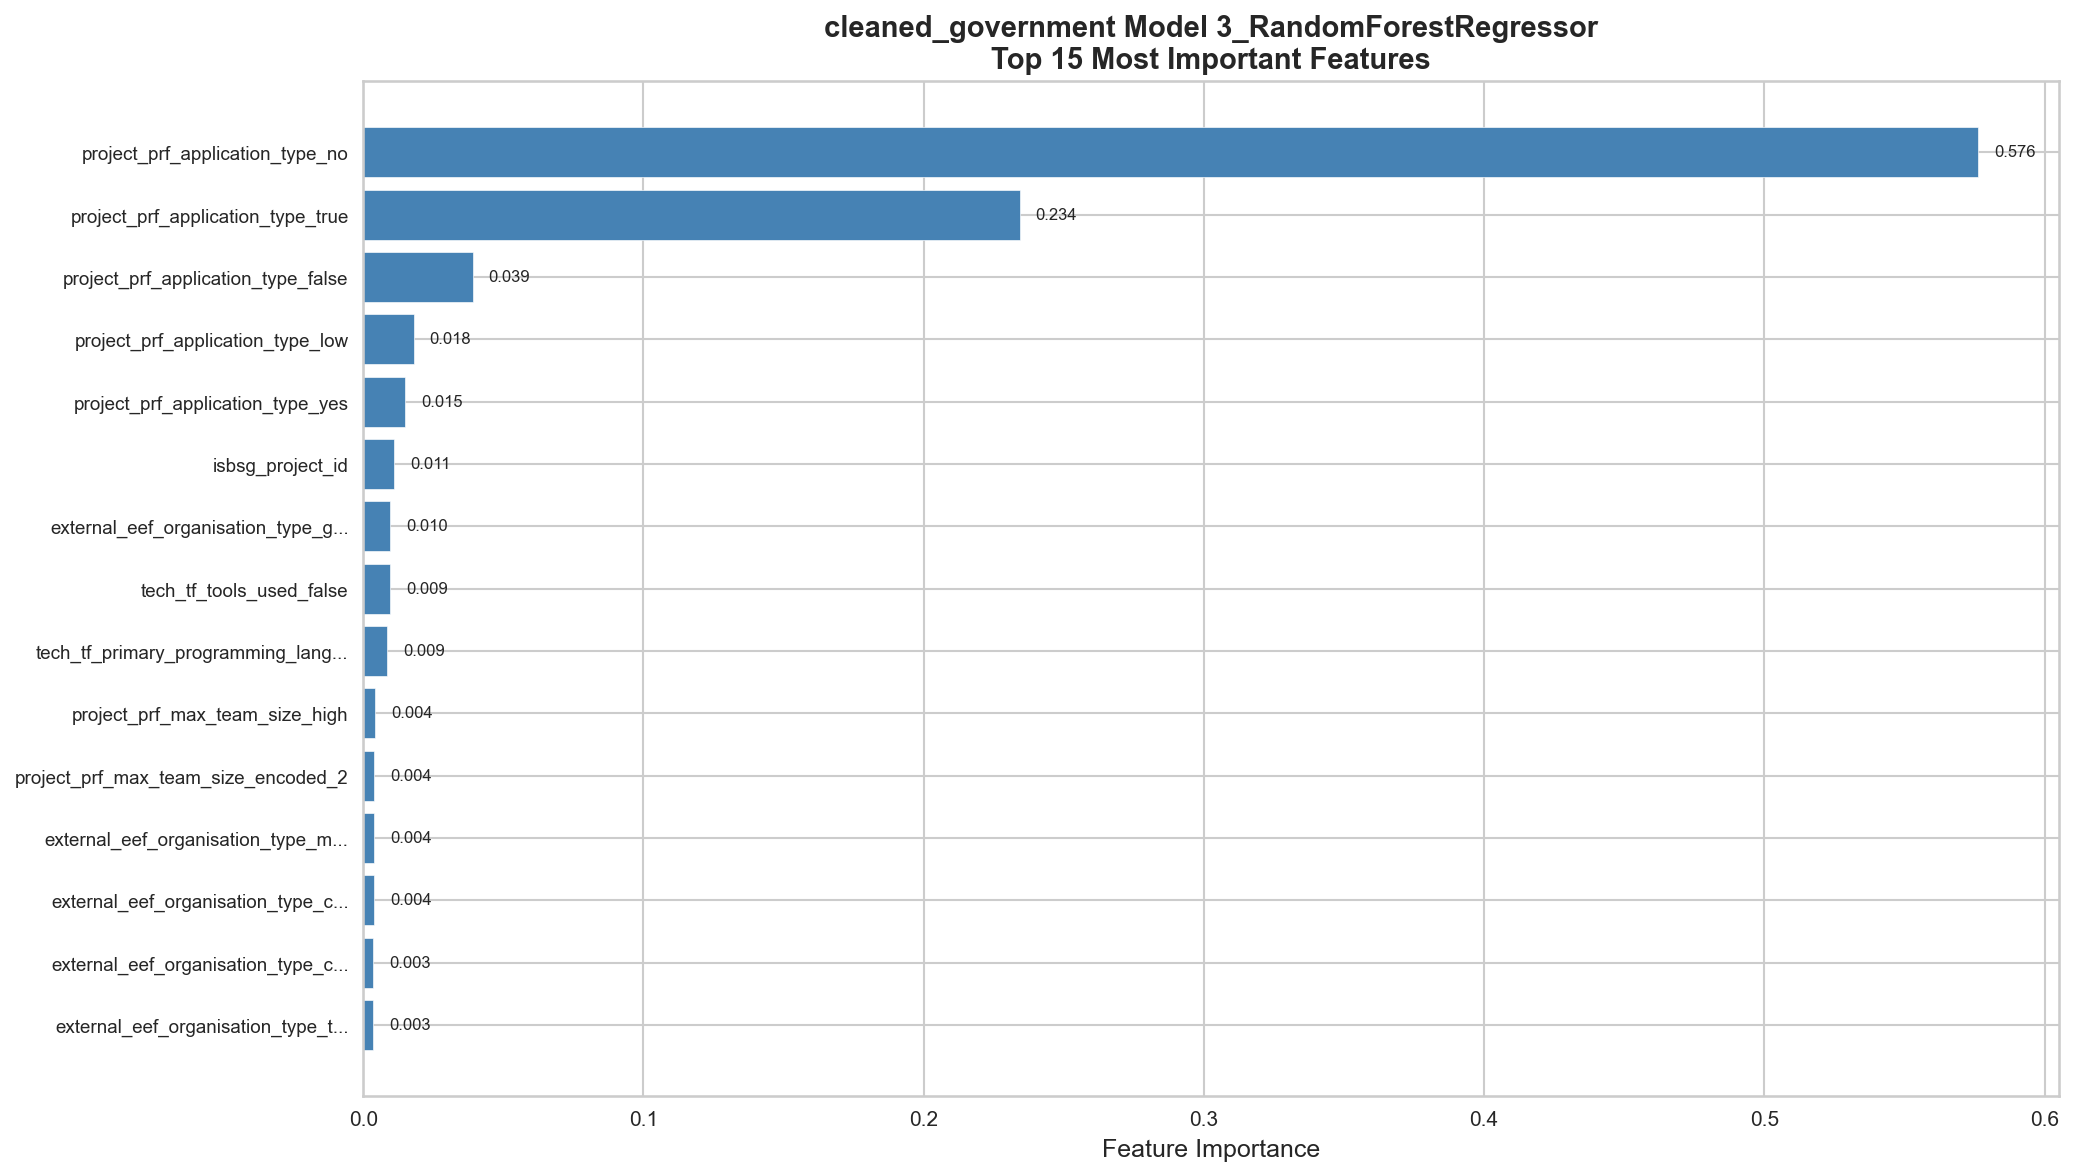 cleaned_government Model 3_RandomForestRegressor
Top 15 Most Important Features
project_prf_application_type_no 0.576
project_prf_application_type_true 0.234
project_prf_application_type_false 0.039
project_prf_application_type_low 0.018
project_prf_application_type_yes 0.015
isbsg_project_id 0.011
external_eef_organisation_type_g... 0.010
tech_tf_tools_used_false 0.009
tech_tf_primary_programming_lang... 0.009
project_prf_max_team_size_high 0.004
project_prf_max_team_size_encoded_2 0.004
external_eef_organisation_type_m... 0.004
external_eef_organisation_type_c... 0.004
external_eef_organisation_type_c... 0.003
external_eef_organisation_type_t... 0.003
0.0 0.1 0.2 0.3 0.4 0.5 0.6
Feature Importance